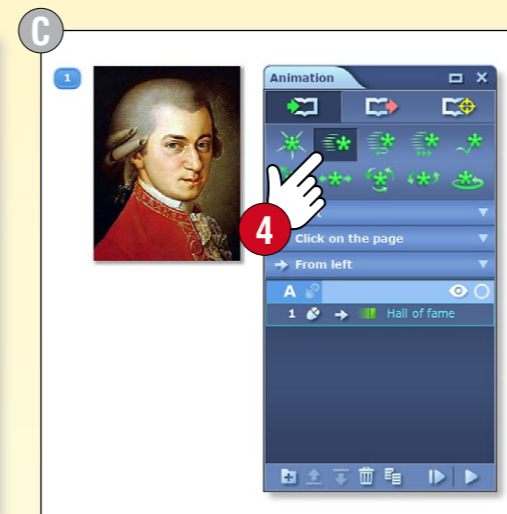 C
1
Animation
4
Click on the page
From left
A
1 Hall of fame